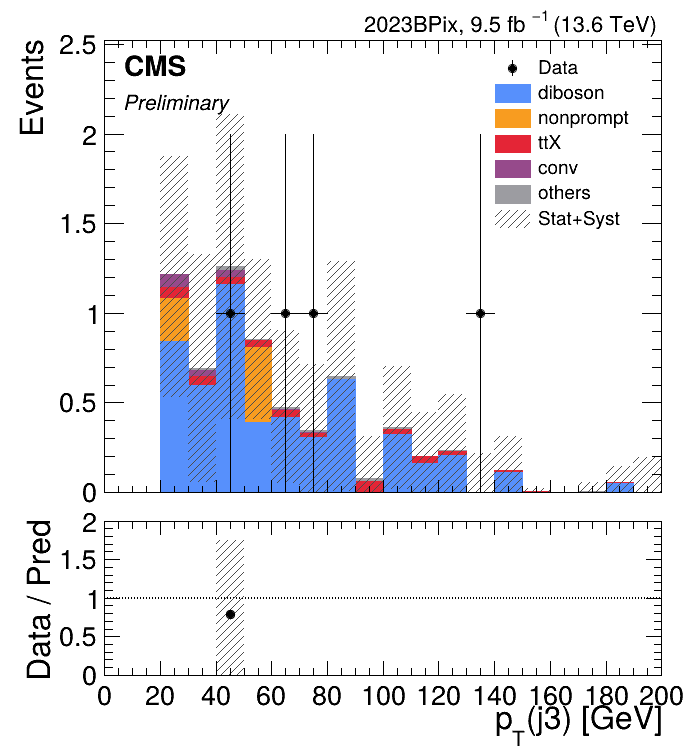 2023BPix, 9.5 fb⁻¹ (13.6 TeV)
CMS
Preliminary
Data
diboson
nonprompt
ttX
conv
others
Stat+Syst
Events
2.5
2
1.5
1
0.5
0
Data / Pred
2
1.5
1
0.5
0
0 20 40 60 80 100 120 140 160 180 200
p_T(j3) [GeV]